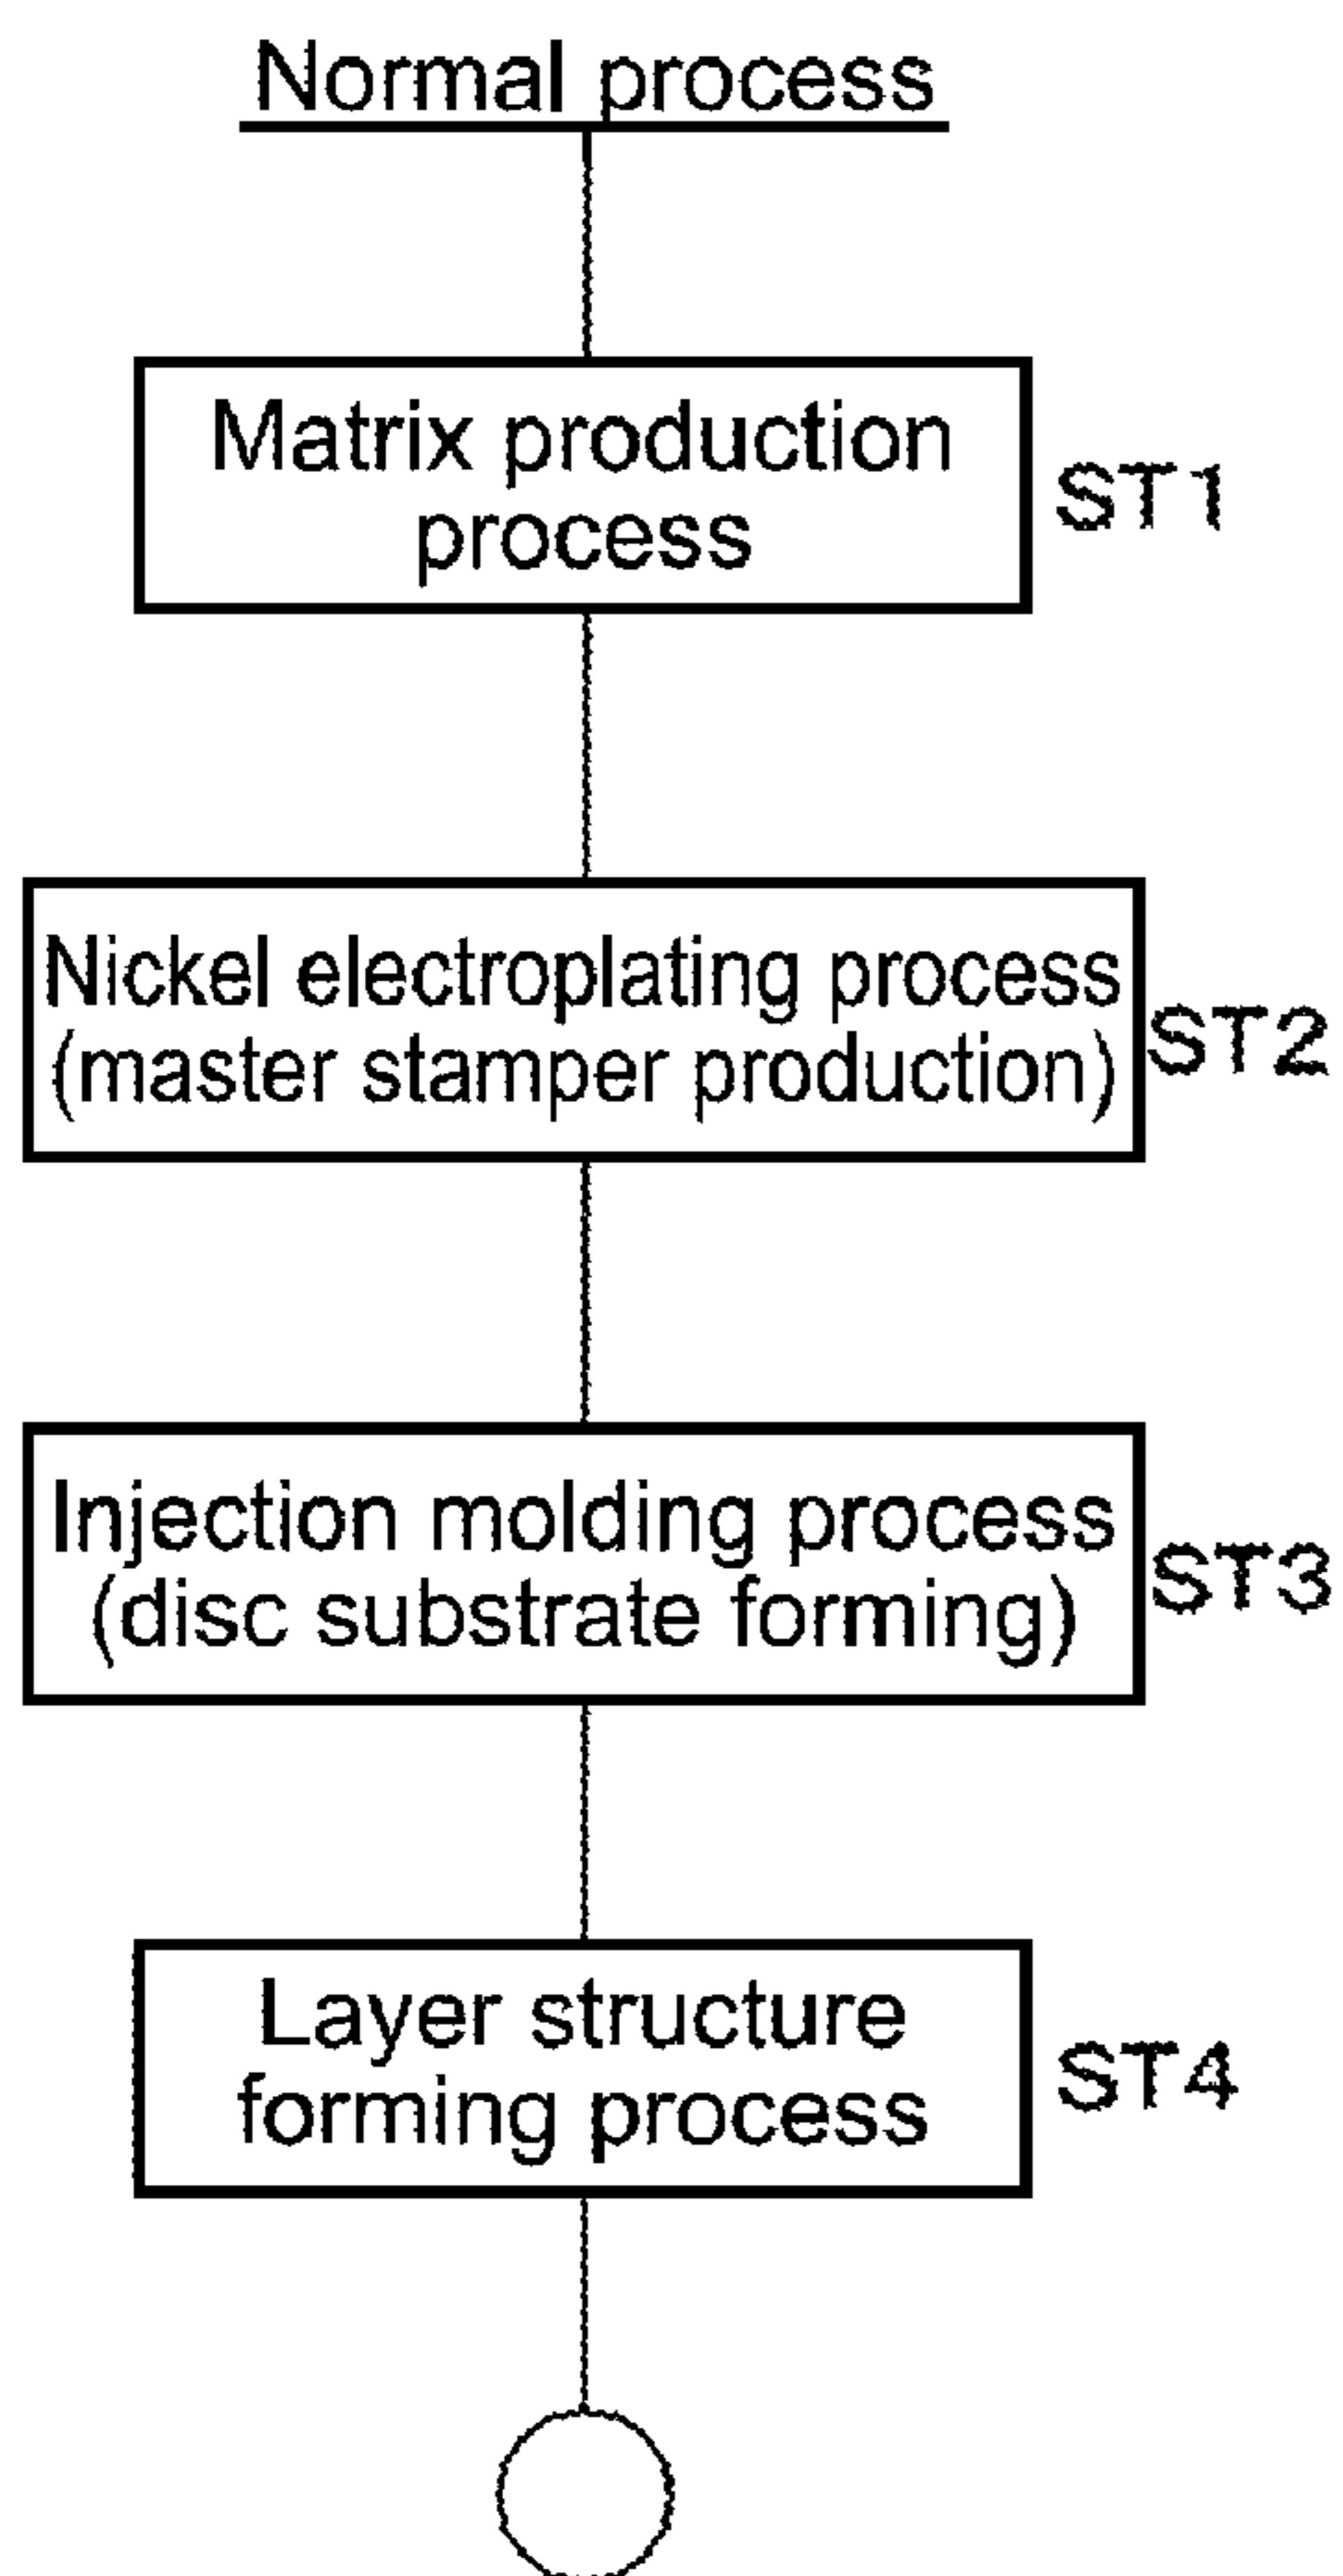 Normal process
Matrix production
process
ST1
Nickel electroplating process
(master stamper production)
ST2
Injection molding process
(disc substrate forming)
ST3
Layer structure
forming process
ST4